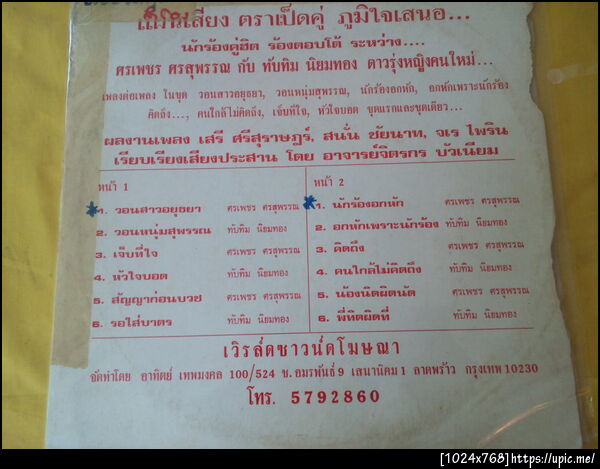 แผ่นเสียง ตราเป็ดคู่ ภูมิใจเสนอ...
นักร้องคู่ฮิต ร้องตอบโต้ ระหว่าง....
ศรเพชร ศรสุพรรณ กับ ทับทิม นิยมทอง ดาวรุ่งหญิงคนใหม่...
เพลงต่อเพลง ในชุด วอนสาวอยุธยา, วอนหนุ่มสุพรรณ, นักร้องอกหัก, อกหักเพราะนักร้อง
คิดถึง..., คนใกล้ไม่คิดถึง, เจ็บที่ใจ, หัวใจบอด ชุดแรกและชุดเดียว...
ผลงานเพลง เสรี ศรีสุราษฎร์, สนั่น ชัยนาท, จเร ไพริน
เรียบเรียงเสียงประสาน โดย อาจารย์จิตรกร บัวเนียม
หน้า 1
1. วอนสาวอยุธยา ศรเพชร ศรสุพรรณ
2. วอนหนุ่มสุพรรณ ทับทิม นิยมทอง
3. เจ็บที่ใจ ศรเพชร ศรสุพรรณ
4. หัวใจบอด ทับทิม นิยมทอง
5. สัญญาก่อนบวช ศรเพชร ศรสุพรรณ
6. รอใส่บาตร ทับทิม นิยมทอง
หน้า 2
1. นักร้องอกหัก ศรเพชร ศรสุพรรณ
2. อกหักเพราะนักร้อง ทับทิม นิยมทอง
3. คิดถึง ศรเพชร ศรสุพรรณ
4. คนใกล้ไม่คิดถึง ทับทิม นิยมทอง
5. น้องนิดผิดนัด ศรเพชร ศรสุพรรณ
6. พี่ทิดผิดที่ ทับทิม นิยมทอง
เวิรล์ดซาวน์ดโฆษณา
จัดทำโดย อาทิตย์ เทพมงคล 100/524 ซ.อมรพันธ์ 9 เสนานิคม 1 ลาดพร้าว กรุงเทพ 10230
โทร. 5792860
[1024x768]https://upic.me/